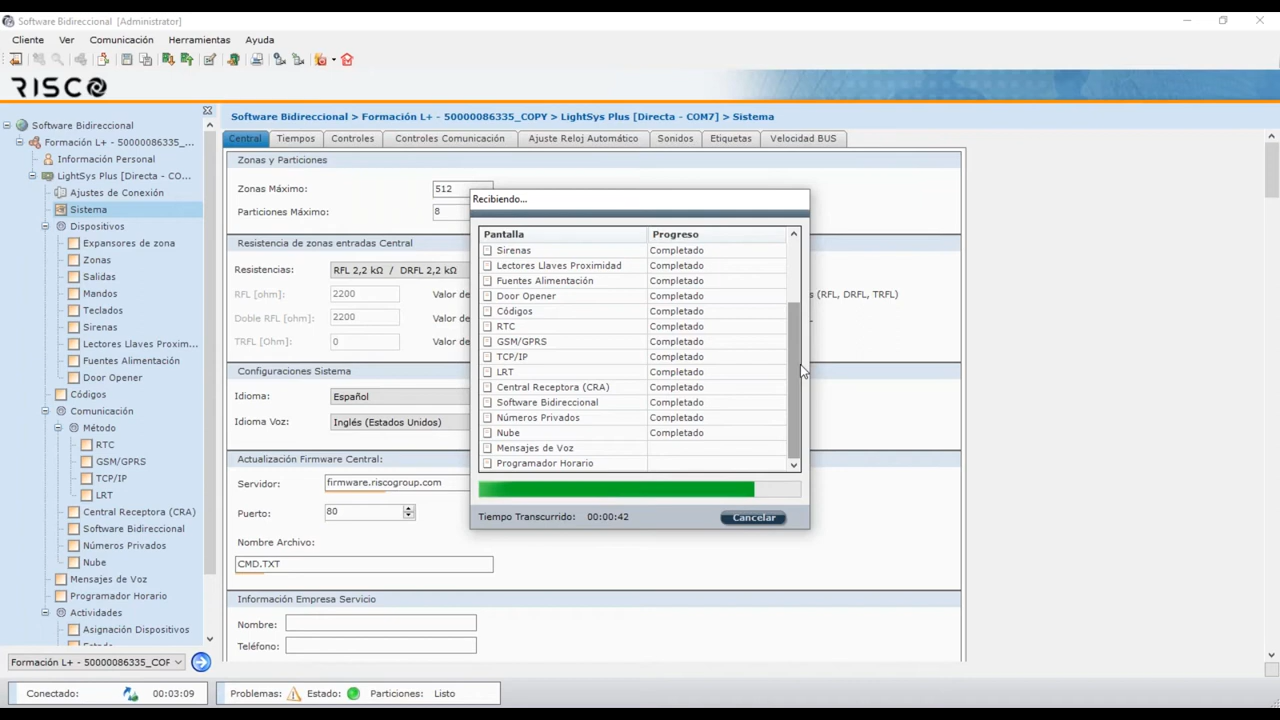 Software Bidireccional [Administrator]
Cliente Ver Comunicación Herramientas Ayuda
RISCO
Software Bidireccional > Formación L+ - 50000086335_COPY > LightSys Plus [Directa - COM7] > Sistema
Central Tiempos Controles Controles Comunicación Ajuste Reloj Automático Sonidos Etiquetas Velocidad BUS
Software Bidireccional
Formación L+ - 50000086335_...
Información Personal
LightSys Plus [Directa - CO...
Ajustes de Conexión
Sistema
Dispositivos
Expansores de zona
Zonas
Salidas
Mandos
Teclados
Sirenas
Lectores Llaves Proxim...
Fuentes Alimentación
Door Opener
Códigos
Comunicación
Método
RTC
GSM/GPRS
TCP/IP
LRT
Central Receptora (CRA)
Software Bidireccional
Números Privados
Nube
Mensajes de Voz
Programador Horario
Actividades
Asignación Dispositivos
Formación L+ - 50000086335_COP
Zonas y Particiones
Zonas Máximo: 512
Particiones Máximo: 8
Resistencia de zonas entradas Central
Resistencias: RFL 2,2 kΩ / DRFL 2,2 kΩ
RFL [ohm]: 2200 Valor de s (RFL, DRFL, TRFL)
Doble RFL [ohm]: 2200 Valor de
TRFL [Ohm]: 0 Valor de
Configuraciones Sistema
Idioma: Español
Idioma Voz: Inglés (Estados Unidos)
Actualización Firmware Central:
Servidor: firmware.riscogroup.com
Puerto: 80
Nombre Archivo:
CMD.TXT
Información Empresa Servicio
Nombre:
Teléfono:
Recibiendo...
Pantalla Progreso
Sirenas Completado
Lectores Llaves Proximidad Completado
Fuentes Alimentación Completado
Door Opener Completado
Códigos Completado
RTC Completado
GSM/GPRS Completado
TCP/IP Completado
LRT Completado
Central Receptora (CRA) Completado
Software Bidireccional Completado
Números Privados Completado
Nube Completado
Mensajes de Voz
Programador Horario
Tiempo Transcurrido: 00:00:42 Cancelar
Conectado: 00:03:09 Problemas: Estado: Particiones: Listo